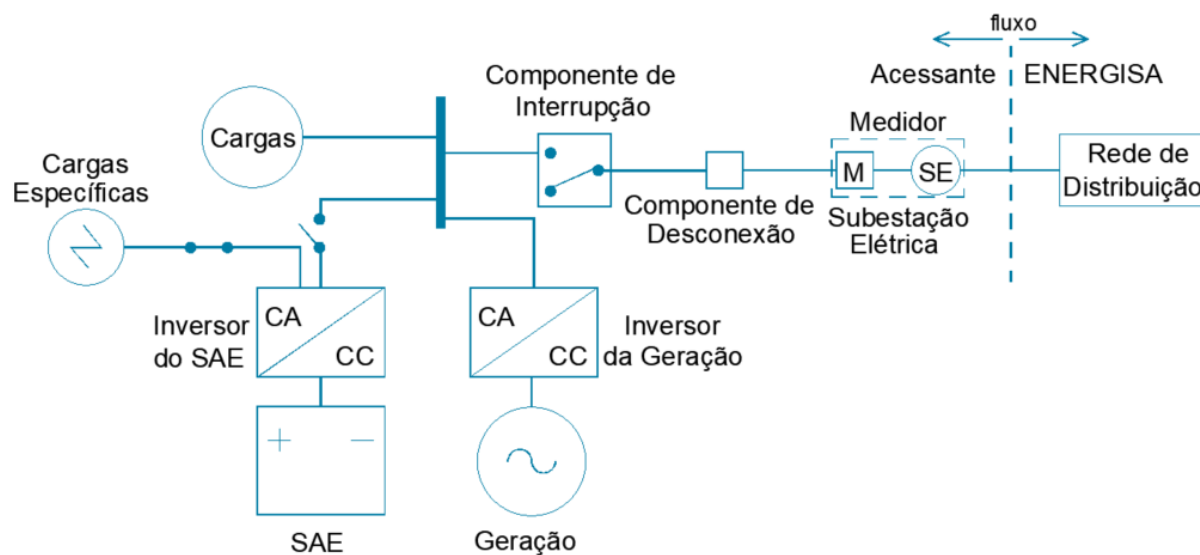 fluxo
Acessante
ENERGISA
Componente de
Interrupção
Medidor
Cargas
Cargas
Específicas
M
SE
Rede de
Distribuição
Componente de
Desconexão
Subestação
Elétrica
Inversor
do SAE
CA
CC
CA
CC
Inversor
da Geração
+ −
SAE
Geração